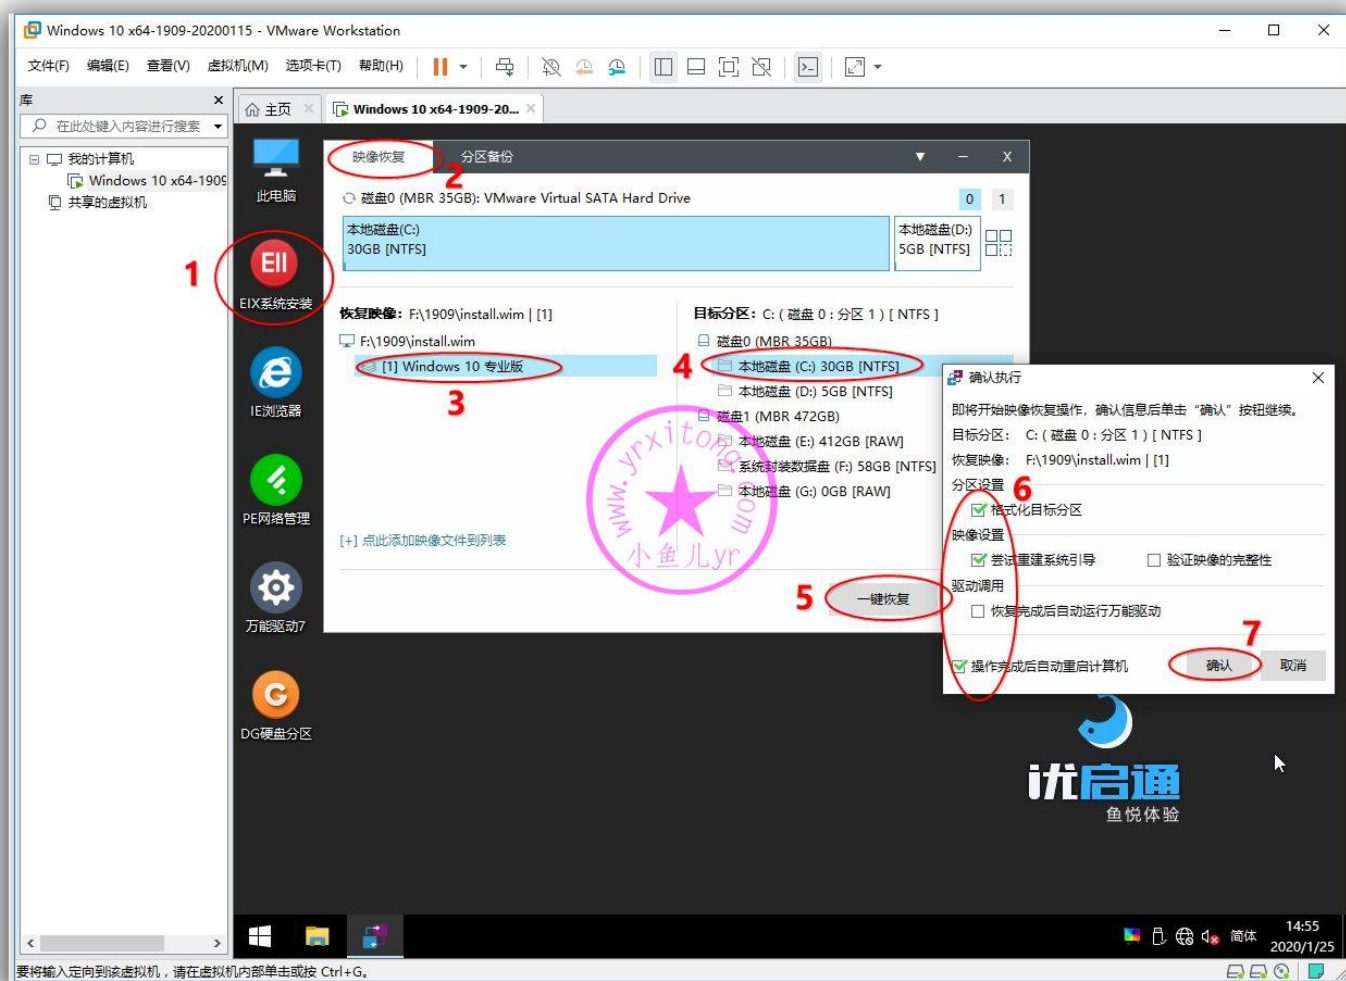 Windows 10 x64-1909-20200115 - VMware Workstation
文件(F) 编辑(E) 查看(V) 虚拟机(M) 选项卡(T) 帮助(H)
库
在此处键入内容进行搜索
我的计算机
Windows 10 x64-1909
共享的虚拟机
主页
Windows 10 x64-1909-20...
此电脑
1
EIX系统安装
IE浏览器
PE网络管理
万能驱动7
DG硬盘分区
映像恢复
2
分区备份
磁盘0 (MBR 35GB): VMware Virtual SATA Hard Drive
0 1
本地磁盘(C:)
30GB [NTFS]
本地磁盘(D:)
5GB [NTFS]
恢复映像: F:\1909\install.wim | [1]
F:\1909\install.wim
[1] Windows 10 专业版
3
[+] 点此添加映像文件到列表
目标分区: C: ( 磁盘 0 : 分区 1 ) [ NTFS ]
磁盘0 (MBR 35GB)
4
本地磁盘 (C:) 30GB [NTFS]
本地磁盘 (D:) 5GB [NTFS]
磁盘1 (MBR 472GB)
本地磁盘 (E:) 412GB [RAW]
系统封装数据盘 (F:) 58GB [NTFS]
本地磁盘 (G:) 0GB [RAW]
www.yrxitong.com
小鱼儿yr
5
一键恢复
确认执行
即将开始映像恢复操作，确认信息后单击“确认”按钮继续。
目标分区: C: ( 磁盘 0 : 分区 1 ) [ NTFS ]
恢复映像: F:\1909\install.wim | [1]
分区设置
6
格式化目标分区
映像设置
尝试重建系统引导 验证映像的完整性
驱动调用
恢复完成后自动运行万能驱动
操作完成后自动重启计算机
7
确认 取消
优启通
鱼悦体验
简体
14:55
2020/1/25
要将输入定向到该虚拟机，请在虚拟机内部单击或按 Ctrl+G。